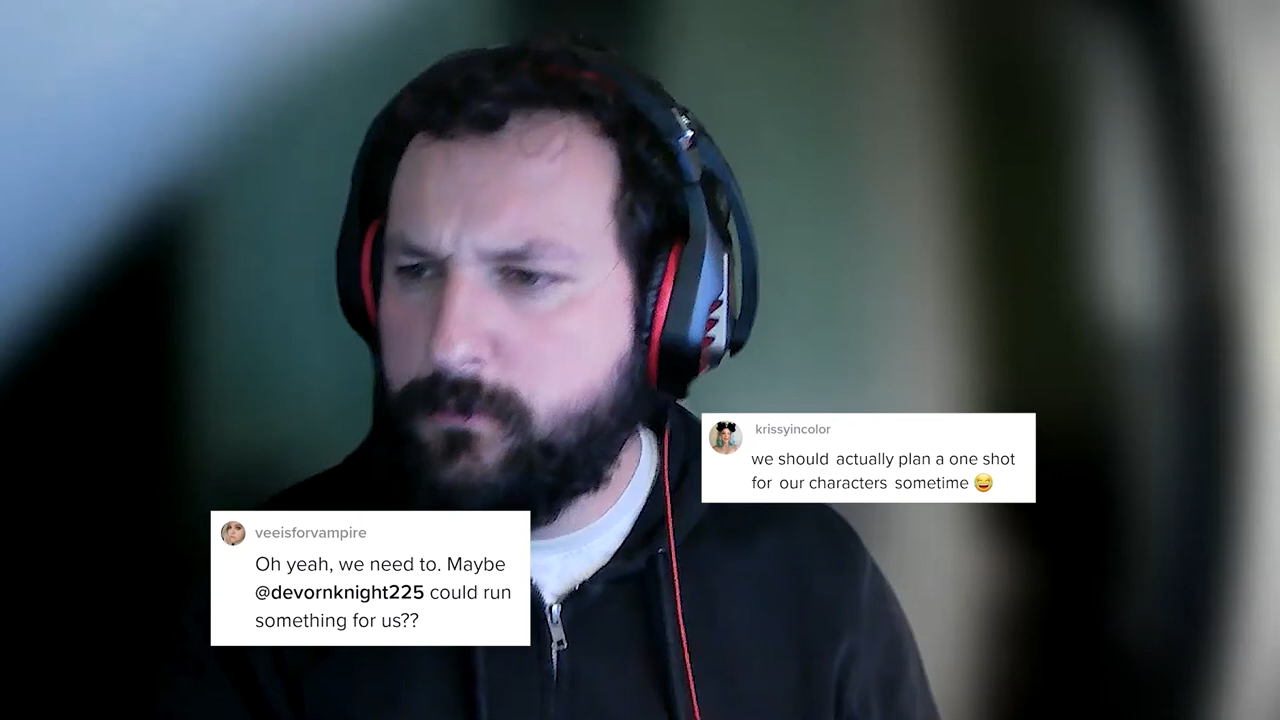 krissyincolor
we should actually plan a one shot
for our characters sometime 😂
veeisforvampire
Oh yeah, we need to. Maybe
@devornknight225 could run
something for us??